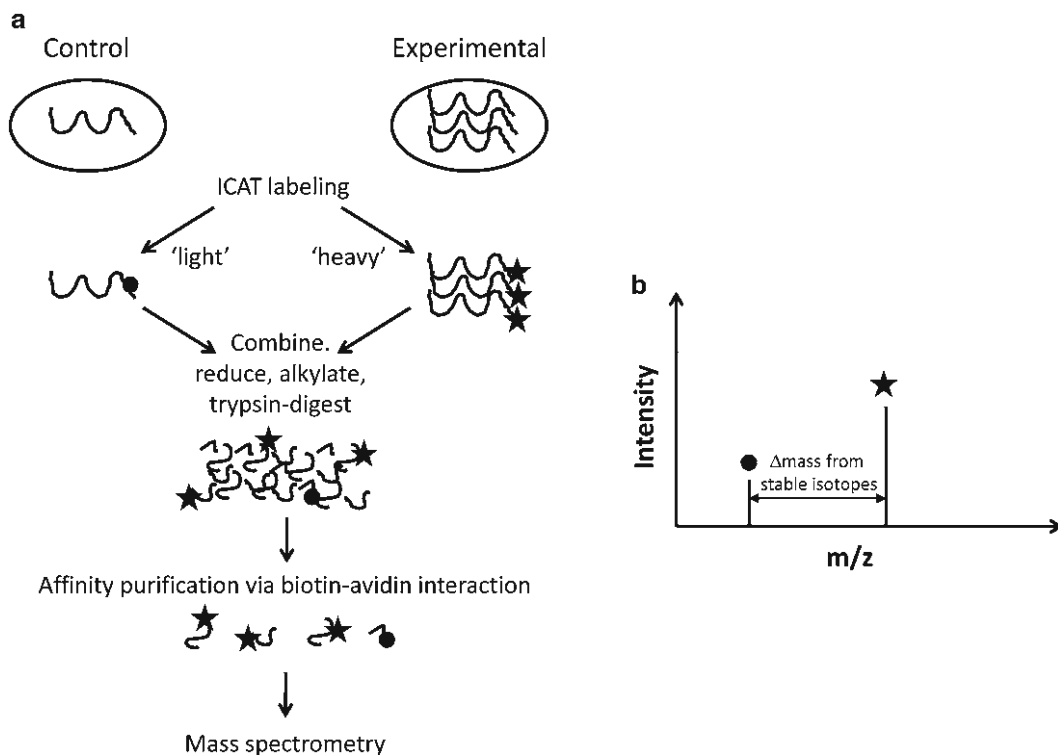 a
Control
Experimental
ICAT labeling
‘light’
‘heavy’
Combine.
reduce, alkylate,
trypsin-digest
Affinity purification via biotin-avidin interaction
Mass spectrometry
b
Intensity
Δmass from
stable isotopes
m/z